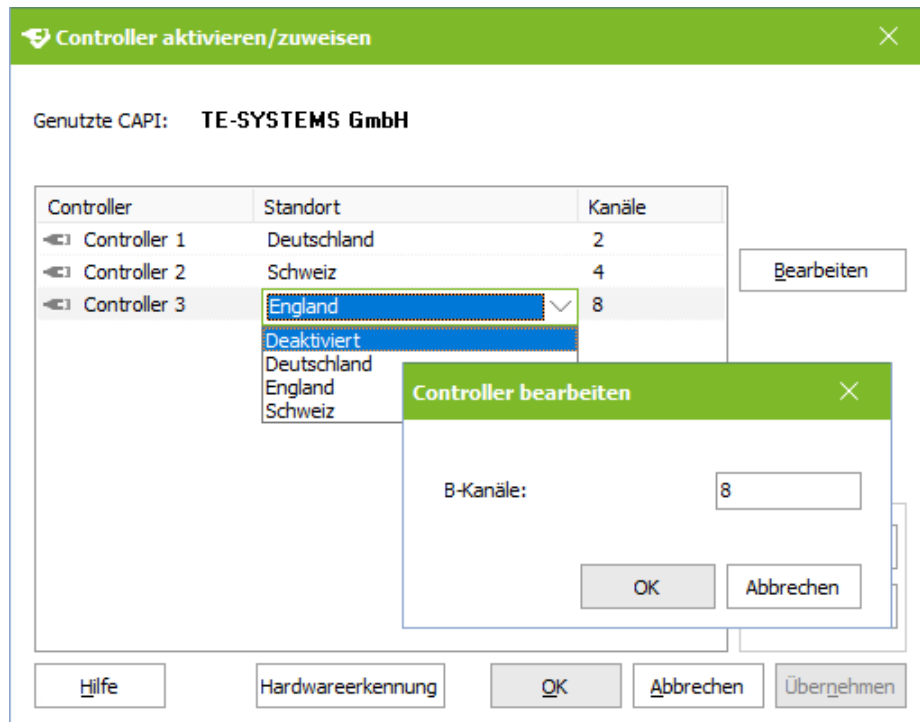 Controller aktivieren/zuweisen
Genutzte CAPI: TE-SYSTEMS GmbH
Controller Standort Kanäle
Controller 1 Deutschland 2
Controller 2 Schweiz 4
Controller 3 England 8
Bearbeiten
Deaktiviert
Deutschland
England
Schweiz
Controller bearbeiten
B-Kanäle: 8
OK Abbrechen
Hilfe Hardwareerkennung OK Abbrechen Übernehmen